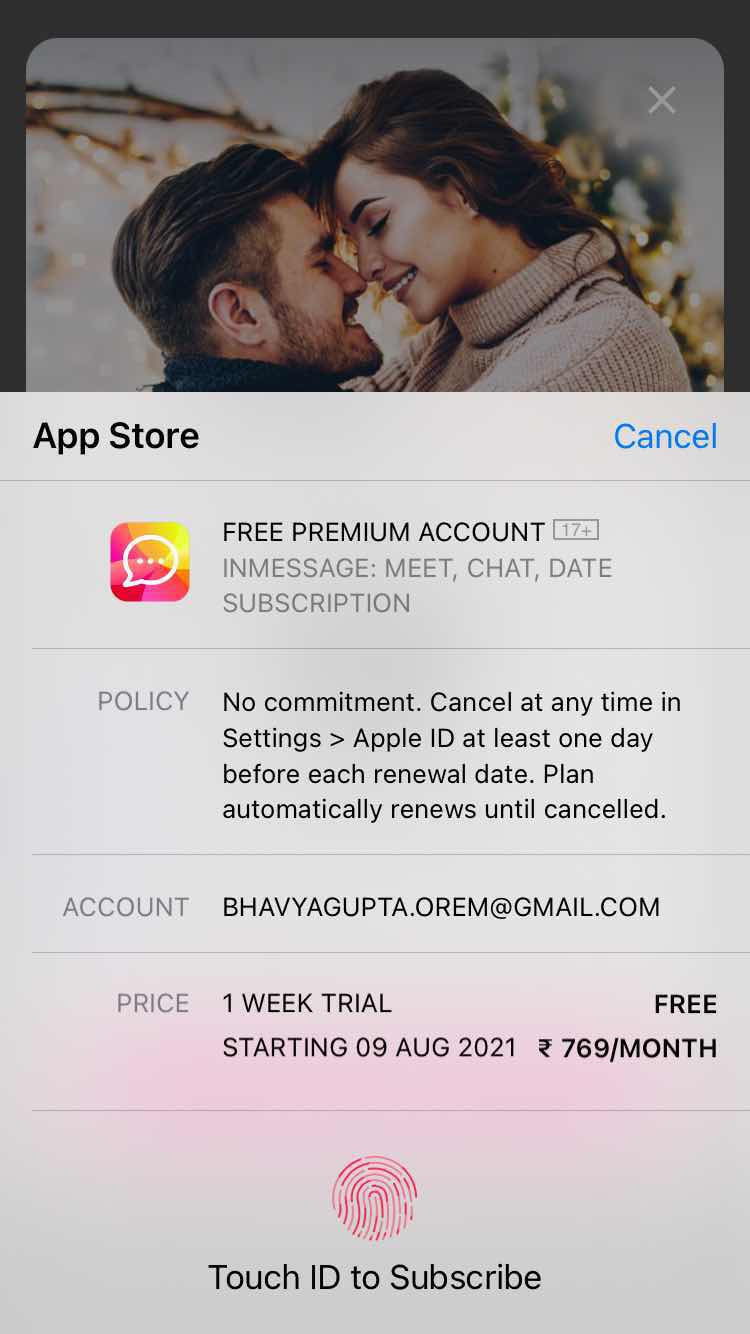 App Store
Cancel
FREE PREMIUM ACCOUNT 17+
INMESSAGE: MEET, CHAT, DATE
SUBSCRIPTION
POLICY
No commitment. Cancel at any time in
Settings > Apple ID at least one day
before each renewal date. Plan
automatically renews until cancelled.
ACCOUNT
BHAVYAGUPTA.OREM@GMAIL.COM
PRICE
1 WEEK TRIAL
FREE
STARTING 09 AUG 2021
₹ 769/MONTH
Touch ID to Subscribe